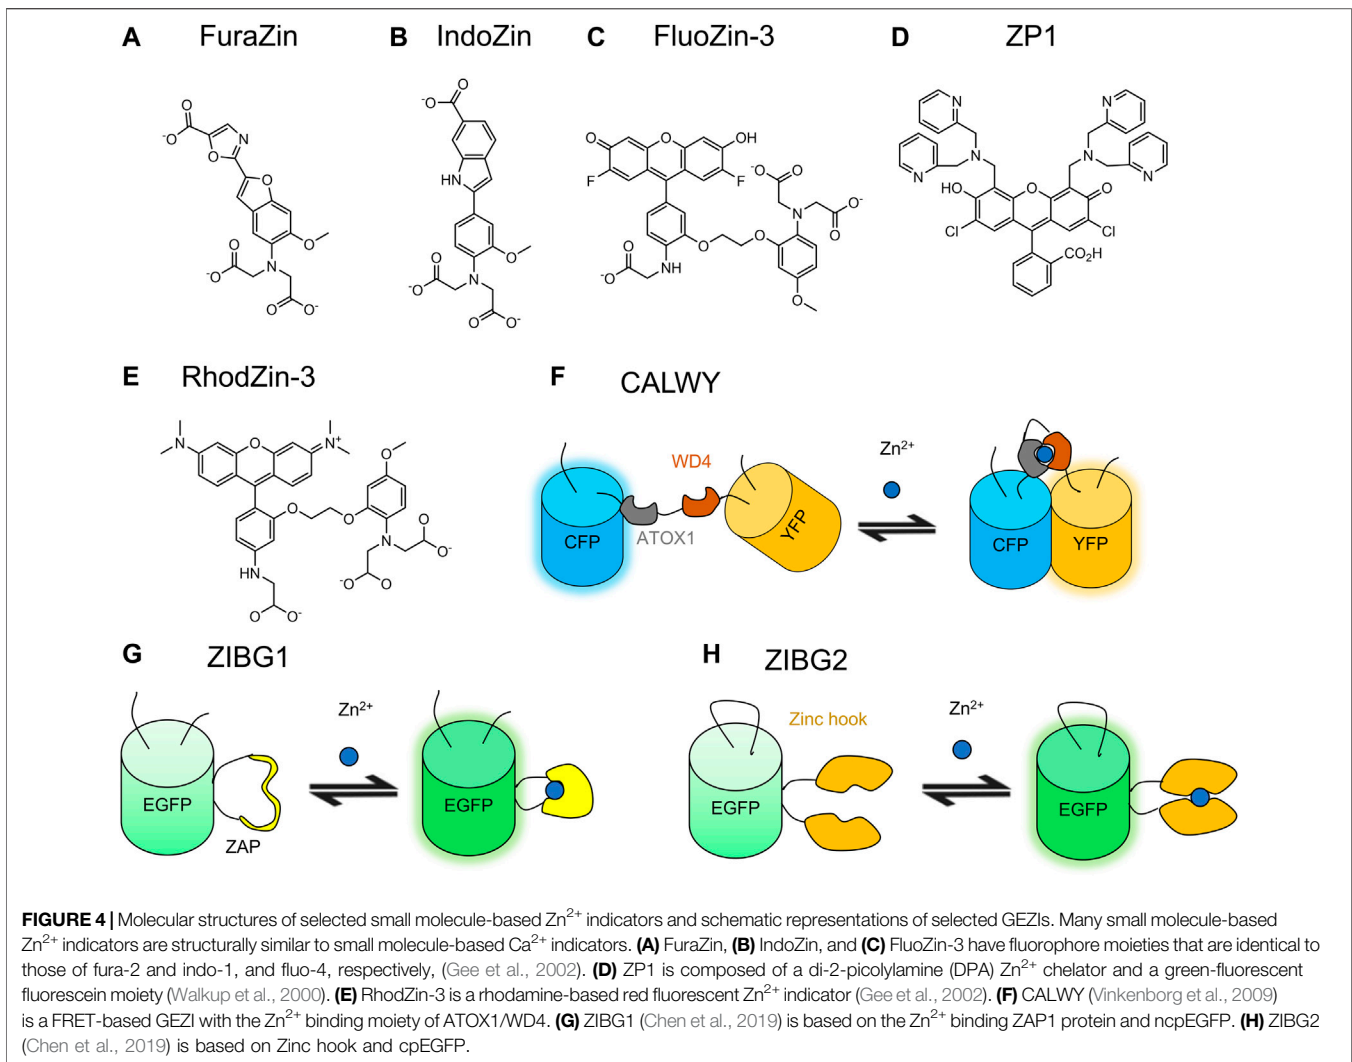 A FuraZin
B IndoZin
C FluoZin-3
D ZP1
O
-O
N
O
O
O
O
-O
N
O
O-
O
-O
HN
O
O
-O
N
O
O-
O
O
OH
F
F
O
-O
NH
O
O
-O
O
N
O-
O
O
N
N
N
N
N
N
HO
O
O
Cl
Cl
CO2H
E RhodZin-3
N
O
N+
O
O
O
N
O
O-
-O
O
HN
O
O-
F CALWY
WD4
CFP
ATOX1
YFP
Zn2+
CFP
YFP
G ZIBG1
EGFP
ZAP
Zn2+
EGFP
H ZIBG2
Zinc hook
EGFP
Zn2+
EGFP
FIGURE 4 | Molecular structures of selected small molecule-based Zn2+ indicators and schematic representations of selected GEZIs. Many small molecule-based
Zn2+ indicators are structurally similar to small molecule-based Ca2+ indicators. (A) FuraZin, (B) IndoZin, and (C) FluoZin-3 have fluorophore moieties that are identical to
those of fura-2 and indo-1, and fluo-4, respectively, (Gee et al., 2002). (D) ZP1 is composed of a di-2-picolylamine (DPA) Zn2+ chelator and a green-fluorescent
fluorescein moiety (Walkup et al., 2000). (E) RhodZin-3 is a rhodamine-based red fluorescent Zn2+ indicator (Gee et al., 2002). (F) CALWY (Vinkenborg et al., 2009)
is a FRET-based GEZI with the Zn2+ binding moiety of ATOX1/WD4. (G) ZIBG1 (Chen et al., 2019) is based on the Zn2+ binding ZAP1 protein and ncpEGFP. (H) ZIBG2
(Chen et al., 2019) is based on Zinc hook and cpEGFP.